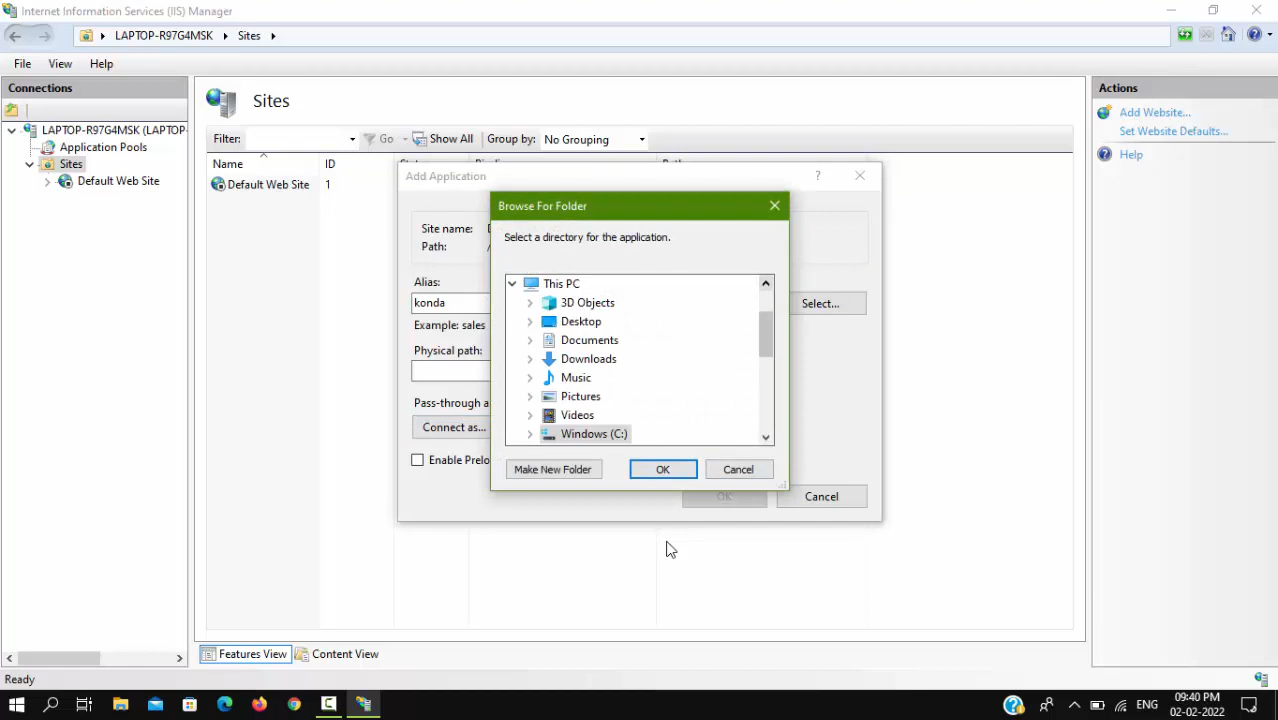 Internet Information Services (IIS) Manager
LAPTOP-R97G4MSK Sites
File View Help
Connections
LAPTOP-R97G4MSK (LAPTOP-
Application Pools
Sites
Default Web Site
Sites
Filter: Go Show All Group by: No Grouping
Name ID
Default Web Site 1
Add Application ?
Site name:
Path: /
Alias:
konda
Select...
Example: sales
Physical path:
Pass-through a
Connect as...
Enable Prelo
OK Cancel
Browse For Folder
Select a directory for the application.
This PC
3D Objects
Desktop
Documents
Downloads
Music
Pictures
Videos
Windows (C:)
Make New Folder OK Cancel
Actions
Add Website...
Set Website Defaults...
Help
Features View Content View
Ready
ENG
09:40 PM
02-02-2022